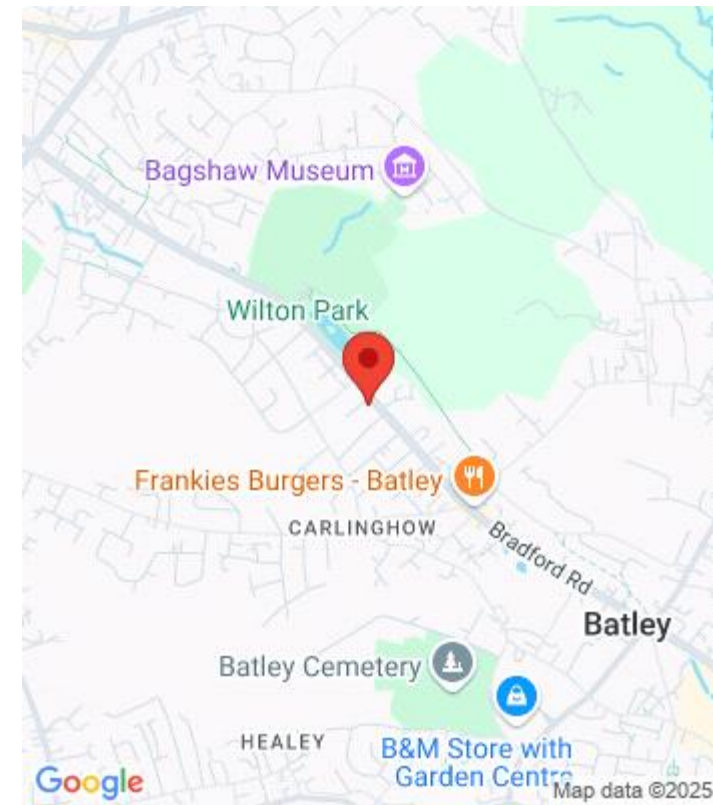 Bagshaw Museum
Wilton Park
Frankies Burgers - Batley
CARLINGHOW
Bradford Rd
Batley
Batley Cemetery
HEALEY
B&M Store with
Garden Centre
Google
Map data ©2025